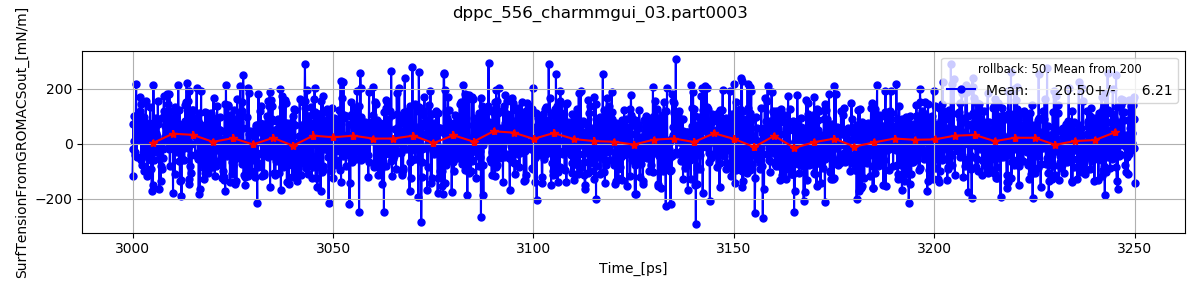 dppc_556_charmmgui_03.part0003
SurfTensionFromGROMACSout_[mN/m]
200
0
−200
rollback: 50 Mean from 200
Mean: 20.50+/- 6.21
3000
3050
3100
3150
3200
3250
Time_[ps]